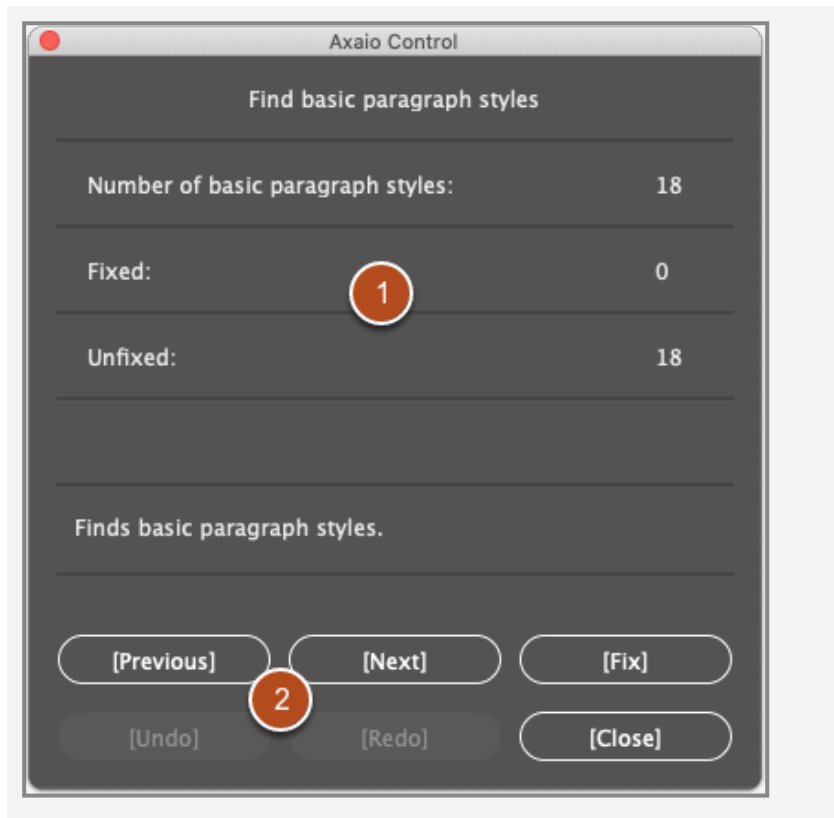 Axaio Control
Find basic paragraph styles
Number of basic paragraph styles: 18
Fixed: 0
1
Unfixed: 18
Finds basic paragraph styles.
[Previous] [Next] [Fix]
2
[Undo] [Redo] [Close]